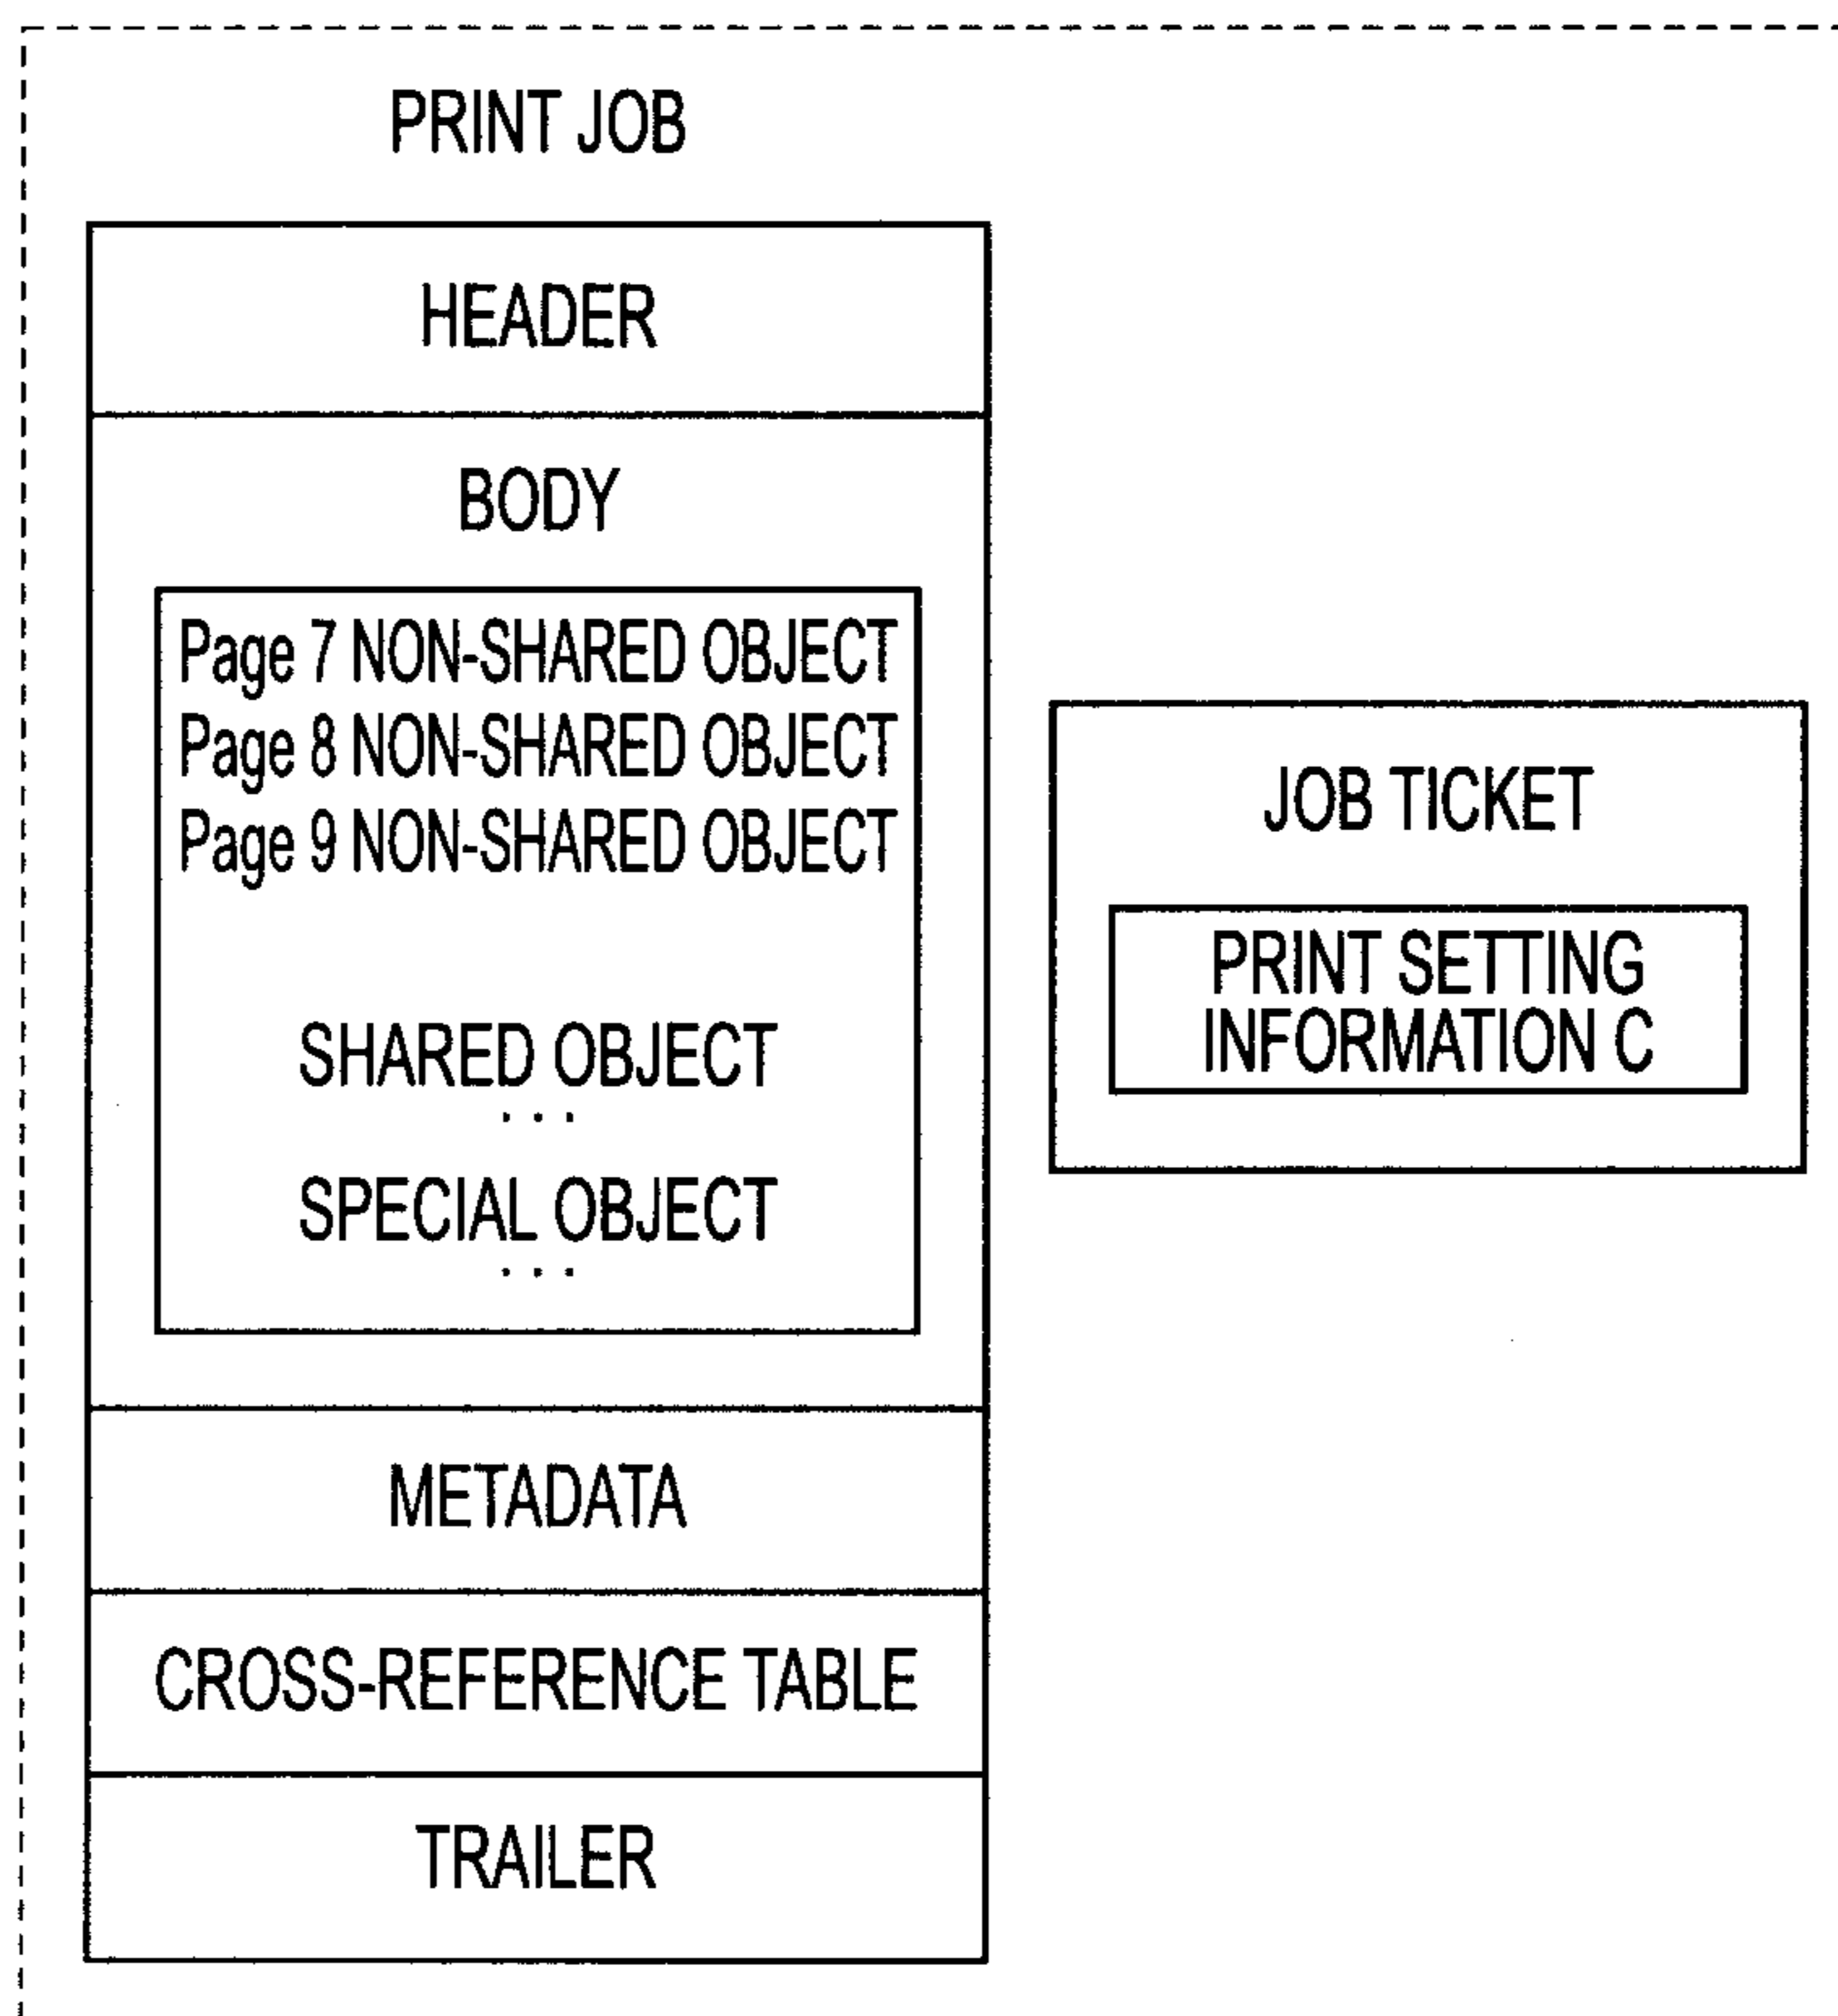 PRINT JOB
HEADER
BODY
Page 7 NON-SHARED OBJECT
Page 8 NON-SHARED OBJECT
Page 9 NON-SHARED OBJECT
SHARED OBJECT
...
SPECIAL OBJECT
...
METADATA
CROSS-REFERENCE TABLE
TRAILER
JOB TICKET
PRINT SETTING
INFORMATION C